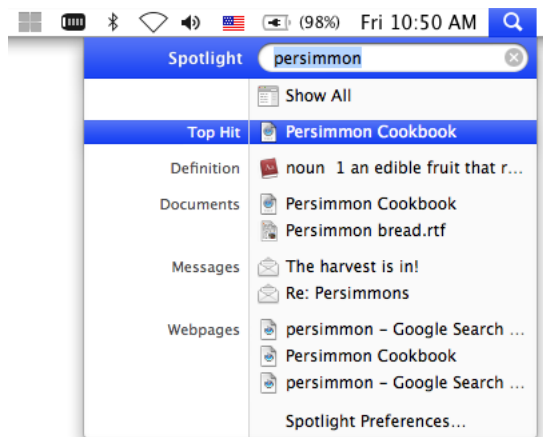 (98%) Fri 10:50 AM
Spotlight persimmon
Show All
Top Hit Persimmon Cookbook
Definition noun 1 an edible fruit that r...
Documents Persimmon Cookbook
Persimmon bread.rtf
Messages The harvest is in!
Re: Persimmons
Webpages persimmon – Google Search ...
Persimmon Cookbook
persimmon – Google Search ...
Spotlight Preferences...